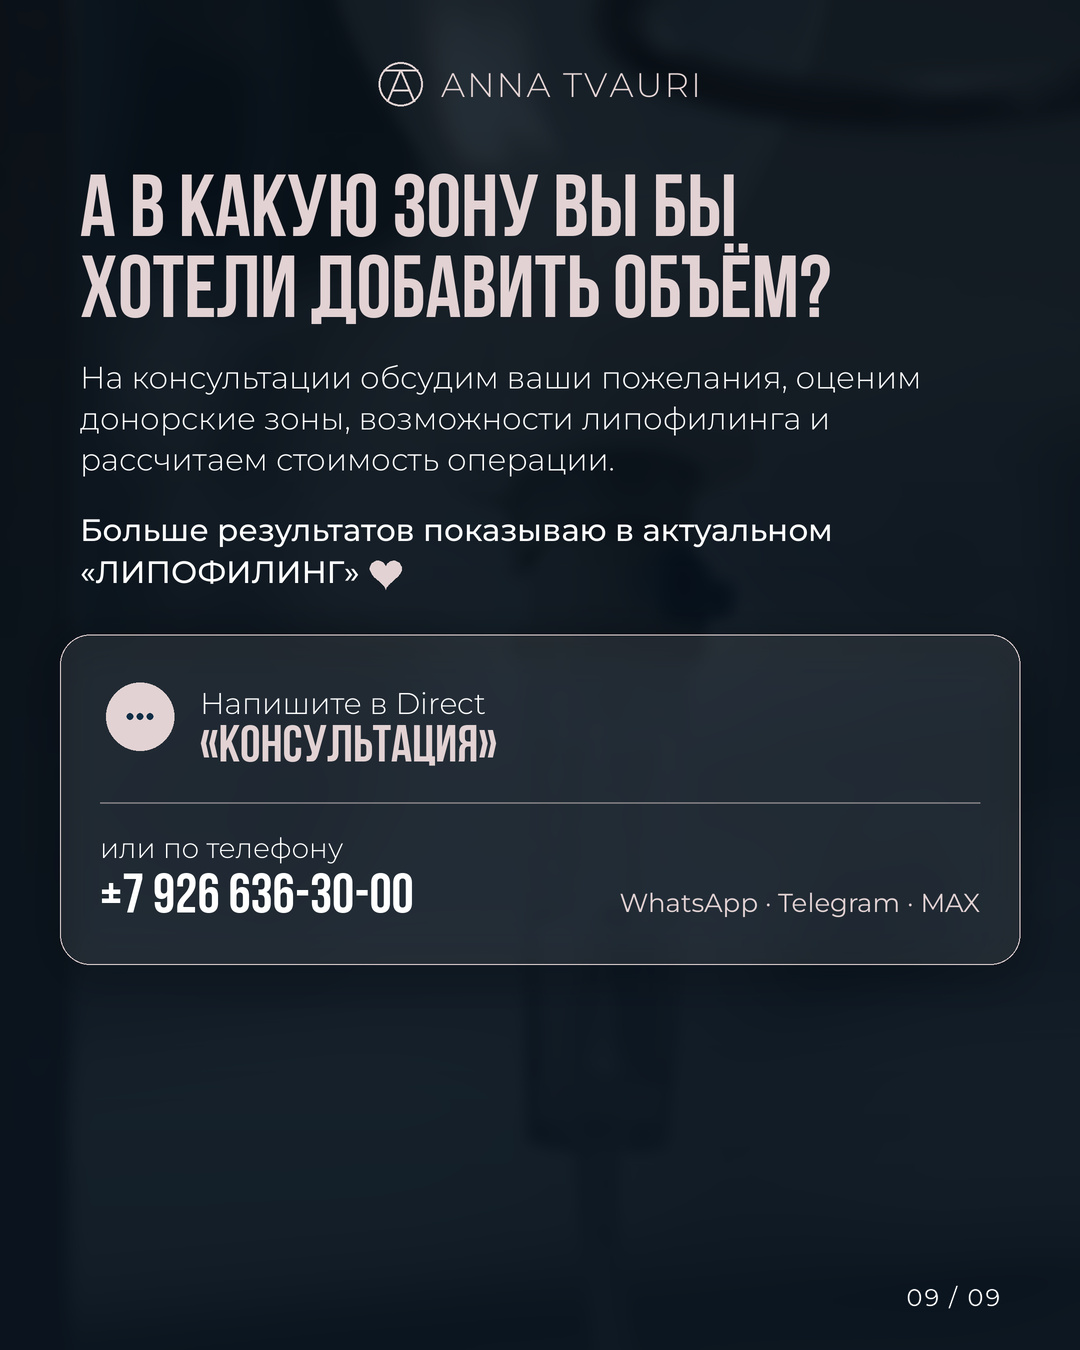 ANNA TVAURI
А В КАКУЮ ЗОНУ ВЫ БЫ
ХОТЕЛИ ДОБАВИТЬ ОБЪЁМ?
На консультации обсудим ваши пожелания, оценим
донорские зоны, возможности липофилинга и
рассчитаем стоимость операции.
Больше результатов показываю в актуальном
«ЛИПОФИЛИНГ»
Напишите в Direct
«КОНСУЛЬТАЦИЯ»
или по телефону
±7 926 636-30-00
WhatsApp · Telegram · MAX
09 / 09